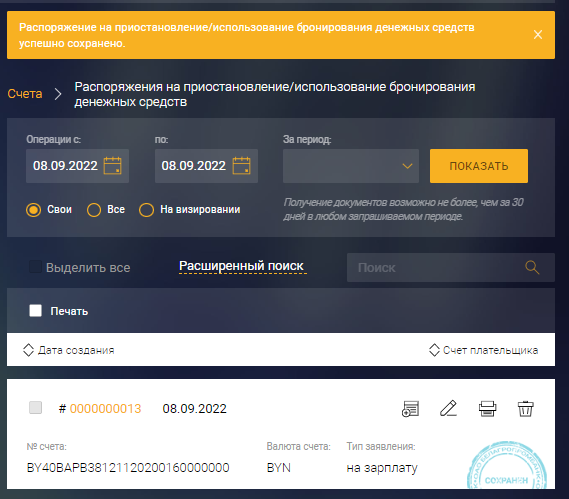 Распоряжение на приостановление/использование бронирования денежных средств
успешно сохранено.
Счета
Распоряжения на приостановление/использование бронирования
денежных средств
Операции с:
по:
За период:
08.09.2022
08.09.2022
ПОКАЗАТЬ
Свои
Все
На визировании
Получение документов возможно не более, чем за 30
дней в любом запрашиваемом периоде.
Выделить все
Расширенный поиск
Поиск
Печать
Дата создания
Счет плательщика
# 0000000013
08.09.2022
№ счета:
Валюта счета:
Тип заявления:
BY40BAPB38121120200160000000
BYN
на зарплату
СОХРАНЕН